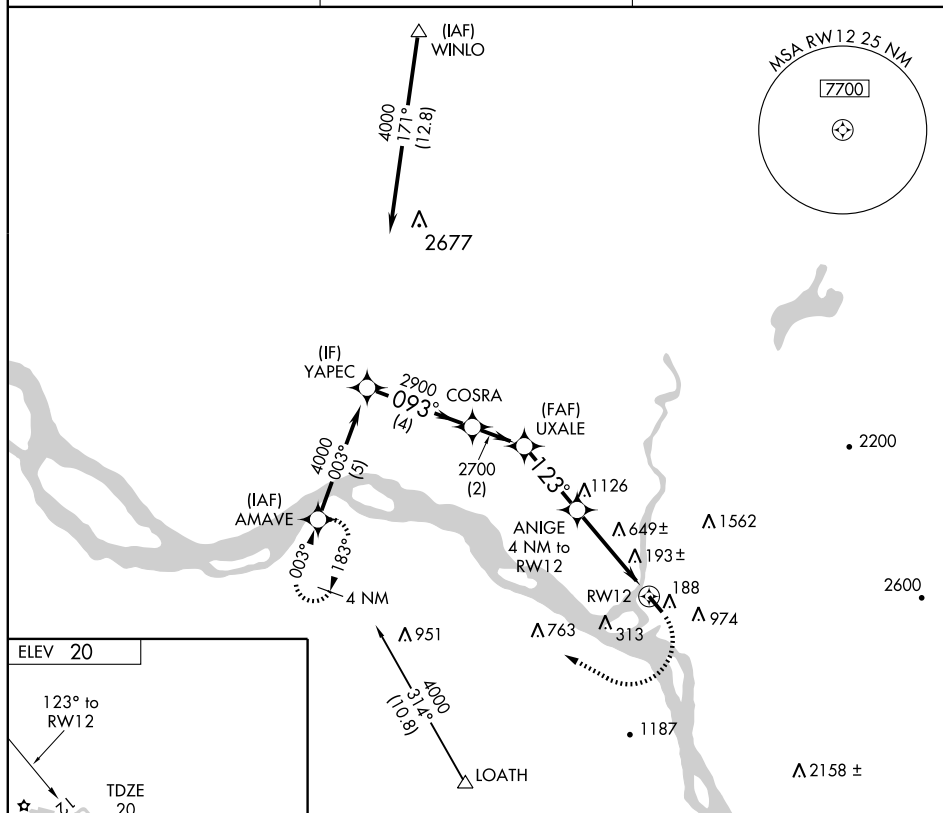 (IAF)
WINLO
4000
171°
(12.8)
2677
MSA RW12 25 NM
7700
(IF)
YAPEC
2900
093°
(4)
COSRA
(FAF)
UXALE
2700
(2)
123°
4000
003°
(5)
(IAF)
AMAVE
003°
183°
4 NM
1126
ANIGE
4 NM to
RW12
649±
1562
193±
2200
RW12
188
974
2600
951
763
313
4000
314°
(10.8)
LOATH
1187
2158 ±
ELEV 20
123° to
RW12
12
TDZE
20